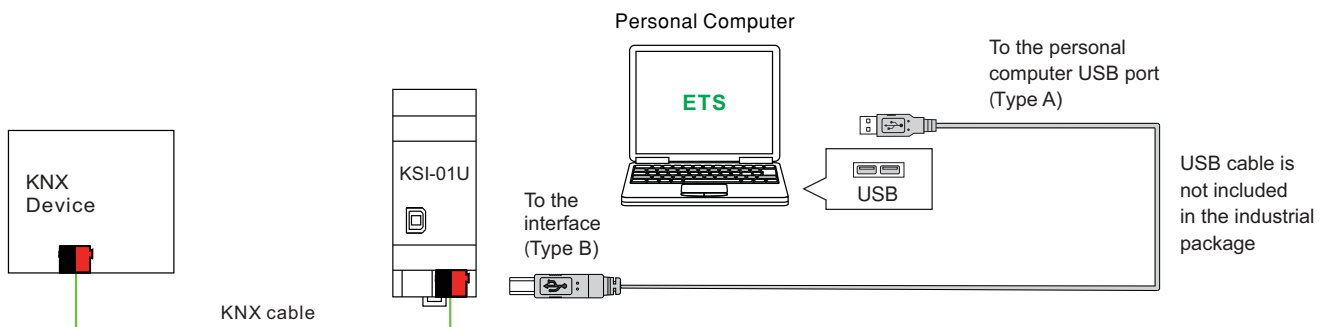 Personal Computer
ETS
To the personal
computer USB port
(Type A)
USB
USB cable is
not included
in the industrial
package
KNX
Device
KSI-01U
To the
interface
(Type B)
KNX cable